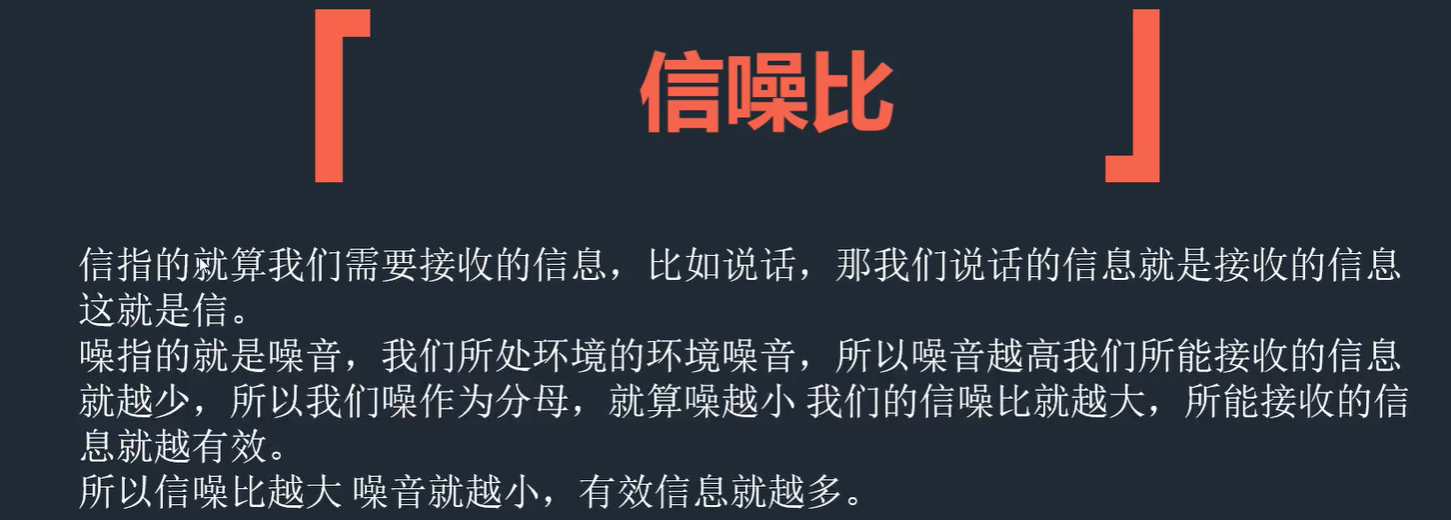 信噪比
信指的就算我们需要接收的信息，比如说话，那我们说话的信息就是接收的信息
这就是信。
噪指的就是噪音，我们所处环境的环境噪音，所以噪音越高我们所能接收的信息
就越少，所以我们噪作为分母，就算噪越小 我们的信噪比就越大，所能接收的信
息就越有效。
所以信噪比越大 噪音就越小，有效信息就越多。